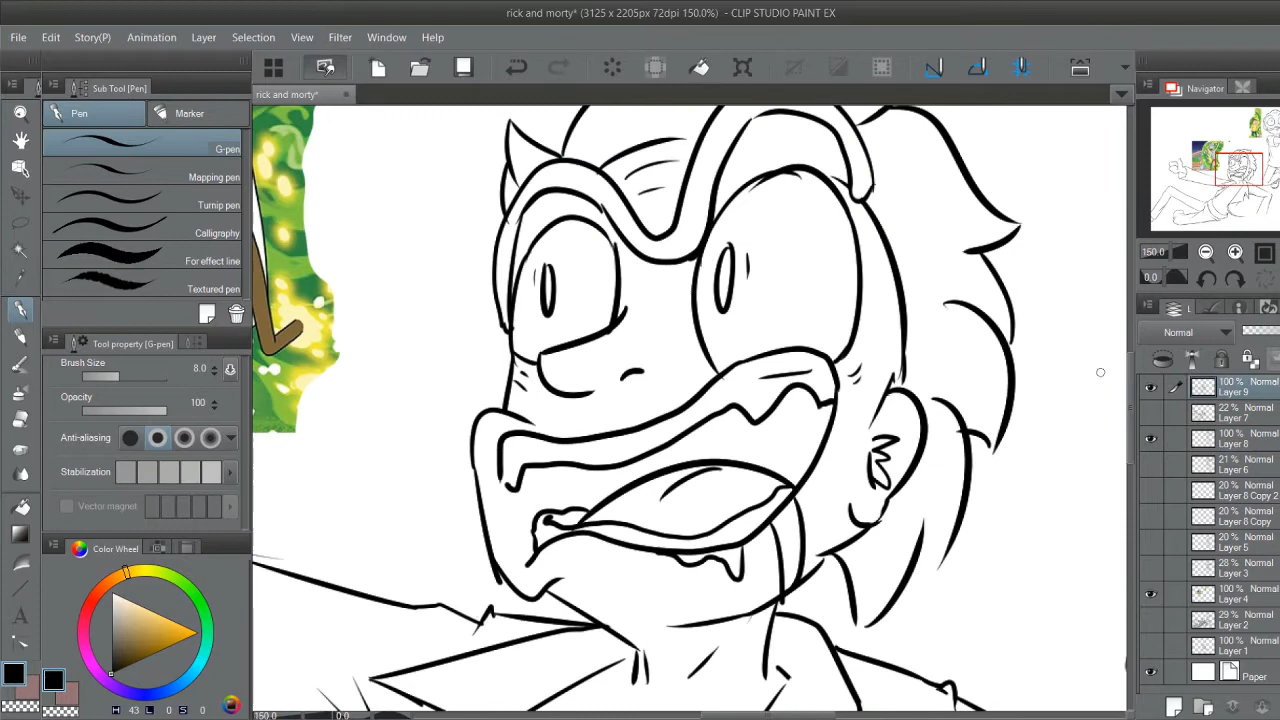 rick and morty* (3125 x 2205px 72dpi 150.0%) - CLIP STUDIO PAINT EX
File Edit Story(P) Animation Layer Selection View Filter Window Help
Sub Tool [Pen]
rick and morty*
Navigator
Pen
Marker
G-pen
Mapping pen
Turnip pen
Calligraphy
For effect line
Textured pen
Tool property [G-pen]
Brush Size 8.0
Opacity 100
Anti-aliasing
Stabilization
Vector magnet
Color Wheel
H 43 L 0 S 0
150.0 0.0
150.0
0.0
L
Normal
100 % Normal
Layer 9
22 % Normal
Layer 7
100 % Normal
Layer 8
21 % Normal
Layer 6
20 % Normal
Layer 8 Copy 2
20 % Normal
Layer 8 Copy
20 % Normal
Layer 5
28 % Normal
Layer 3
100 % Normal
Layer 4
29 % Normal
Layer 2
100 % Normal
Layer 1
Paper